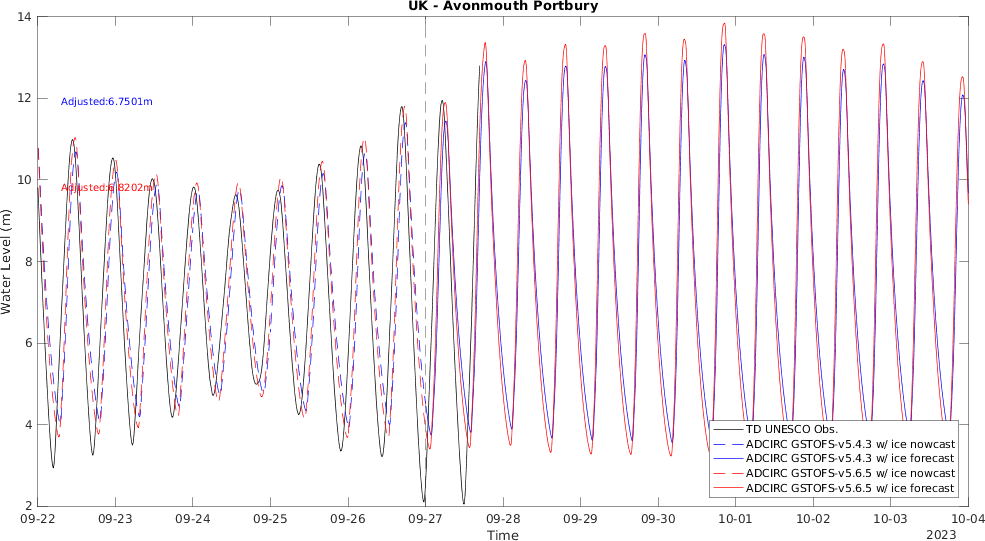 UK - Avonmouth Portbury
14
12
10
8
6
4
2
Water Level (m)
Adjusted:6.7501m
Adjusted:6.8202m
TD UNESCO Obs.
ADCIRC GSTOFS-v5.4.3 w/ ice nowcast
ADCIRC GSTOFS-v5.4.3 w/ ice forecast
ADCIRC GSTOFS-v5.6.5 w/ ice nowcast
ADCIRC GSTOFS-v5.6.5 w/ ice forecast
09-22 09-23 09-24 09-25 09-26 09-27 09-28 09-29 09-30 10-01 10-02 10-03 10-04
Time
2023